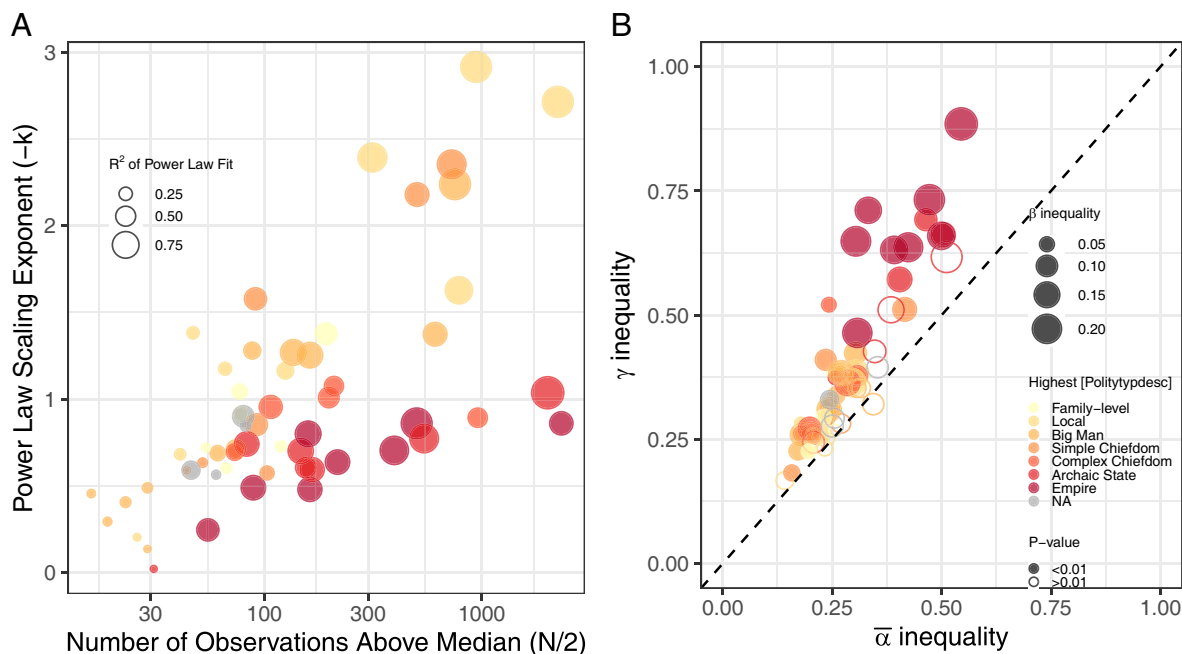 A
Power Law Scaling Exponent (−k)
3
2
1
0
R2 of Power Law Fit
0.25
0.50
0.75
30
100
300
1000
Number of Observations Above Median (N/2)
B
γ inequality
1.00
0.75
0.50
0.25
0.00
β inequality
0.05
0.10
0.15
0.20
Highest [Politytypdesc]
Family−level
Local
Big Man
Simple Chiefdom
Complex Chiefdom
Archaic State
Empire
NA
P−value
<0.01
>0.01
0.00
0.25
0.50
0.75
1.00
α̅ inequality